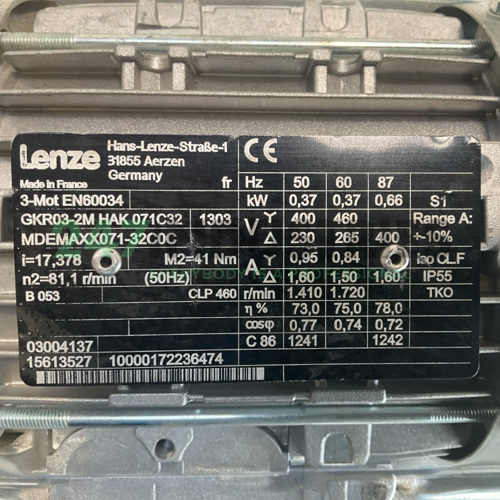 Lenze
Hans-Lenze-Straße-1
31855 Aerzen
Germany
Made in France
fr
CE
Hz 50 60 87
3-Mot EN60034
kW 0,37 0,37 0,66 S1
GKR03-2M HAK 071C32 1303
V Y 400 460 Range A:
MDEMAXX071-32C0C
Δ 230 265 400 +-10%
i=17,378 M2=41 Nm
A Y 0,95 0,84 Iso CLF
n2=81,1 r/min (50Hz)
Δ 1,60 1,50 1,60 IP55
B 053 CLP 460
r/min 1.410 1.720 TKO
η % 73,0 75,0 78,0
cosφ 0,77 0,74 0,72
03004137
C 86 1241 1242
15613527 10000172236474